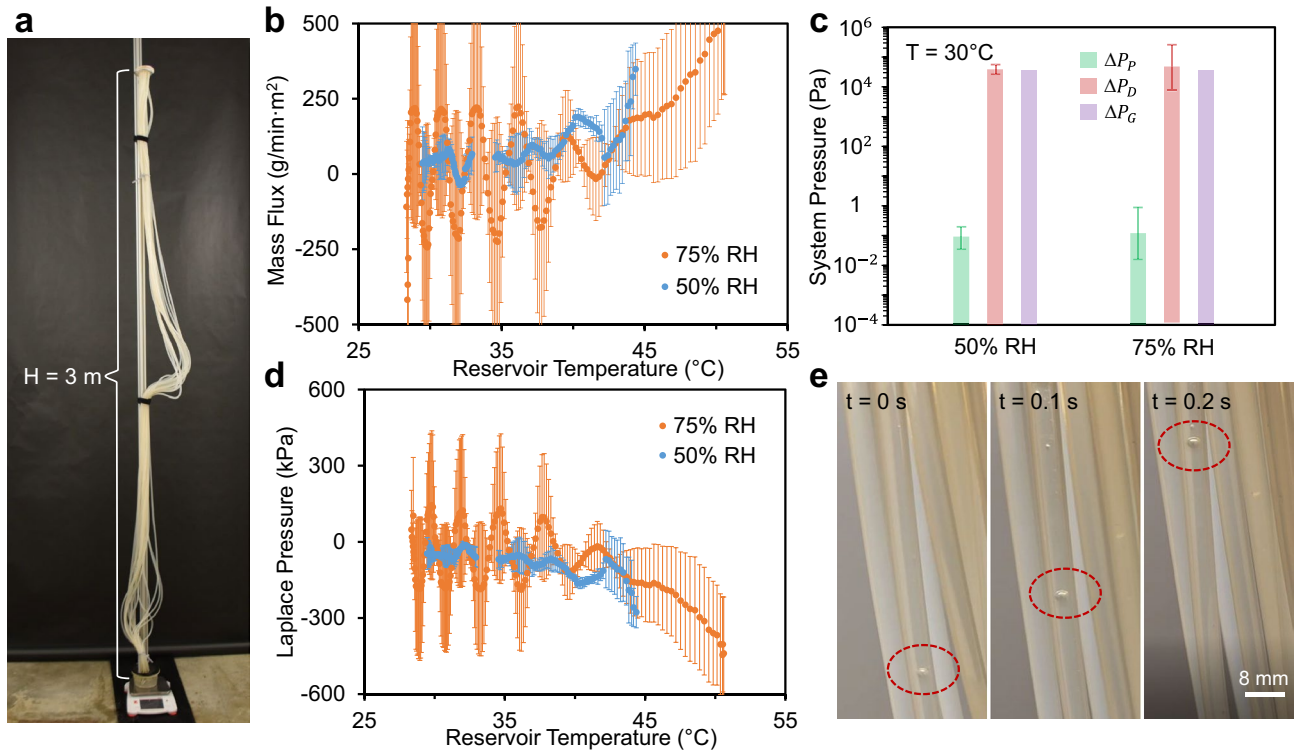 a
H = 3 m
b
Mass Flux (g/min·m²)
500
250
0
-250
-500
75% RH
50% RH
25
35
45
55
Reservoir Temperature (°C)
c
System Pressure (Pa)
10⁶
10⁴
10²
1
10⁻²
10⁻⁴
T = 30°C
ΔP_P
ΔP_D
ΔP_G
50% RH
75% RH
d
Laplace Pressure (kPa)
600
300
0
-300
-600
75% RH
50% RH
25
35
45
55
Reservoir Temperature (°C)
e
t = 0 s
t = 0.1 s
t = 0.2 s
8 mm